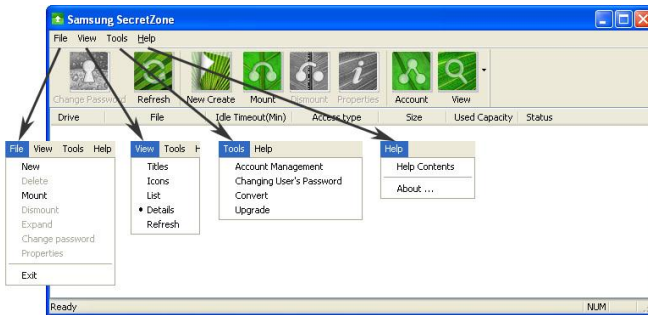 Samsung SecretZone
File View Tools Help
Change Password Refresh New Create Mount Dismount Properties Account View
Drive File Idle Timeout(Min) Access type Size Used Capacity Status
File View Tools Help
New
Delete
Mount
Dismount
Expand
Change password
Properties
Exit
View Tools H
Titles
Icons
List
• Details
Refresh
Tools Help
Account Management
Changing User's Password
Convert
Upgrade
Help
Help Contents
About ...
Ready NUM